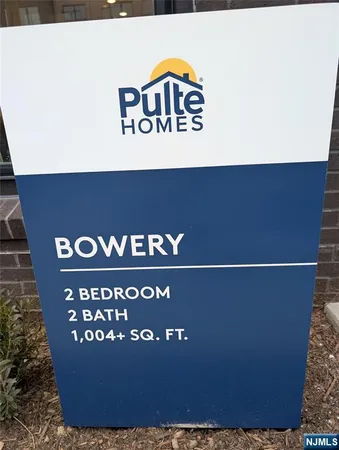 Pulte
HOMES
BOWERY
2 BEDROOM
2 BATH
1,004+ SQ. FT.
NJMLS